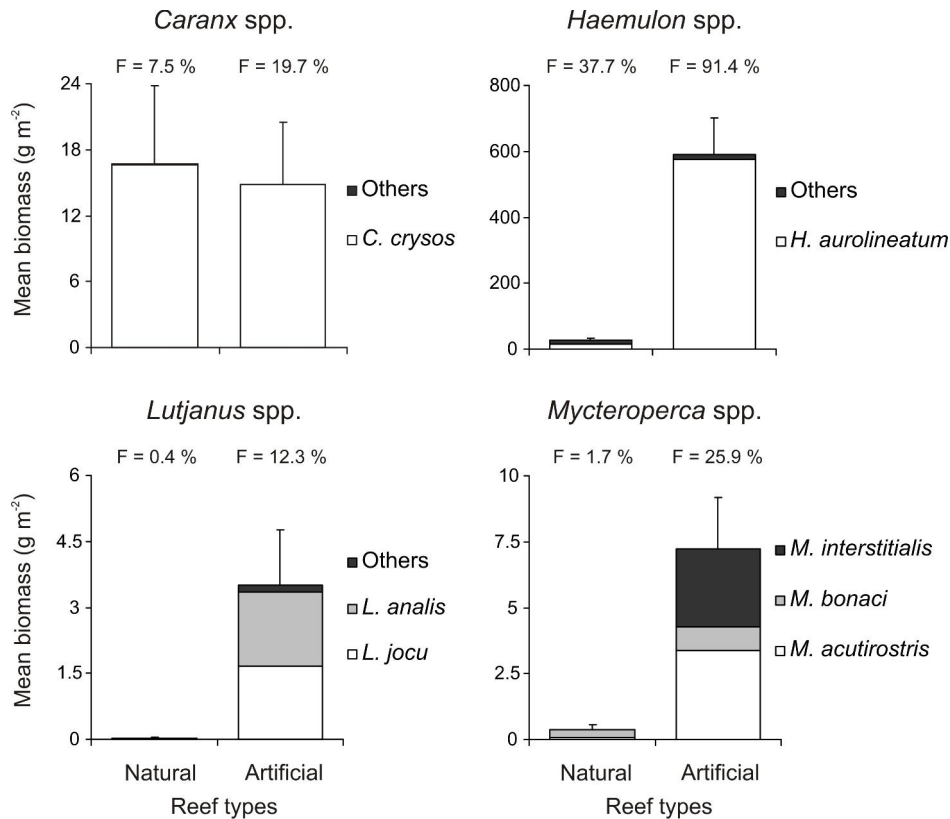 Caranx spp.
F = 7.5 %
F = 19.7 %
Mean biomass (g m-2)
24
18
12
6
0
Others
C. crysos
Haemulon spp.
F = 37.7 %
F = 91.4 %
800
600
400
200
0
Others
H. aurolineatum
Lutjanus spp.
F = 0.4 %
F = 12.3 %
Mean biomass (g m-2)
6
4.5
3
1.5
0
Others
L. analis
L. jocu
Natural
Artificial
Reef types
Mycteroperca spp.
F = 1.7 %
F = 25.9 %
10
7.5
5
2.5
0
M. interstitialis
M. bonaci
M. acutirostris
Natural
Artificial
Reef types